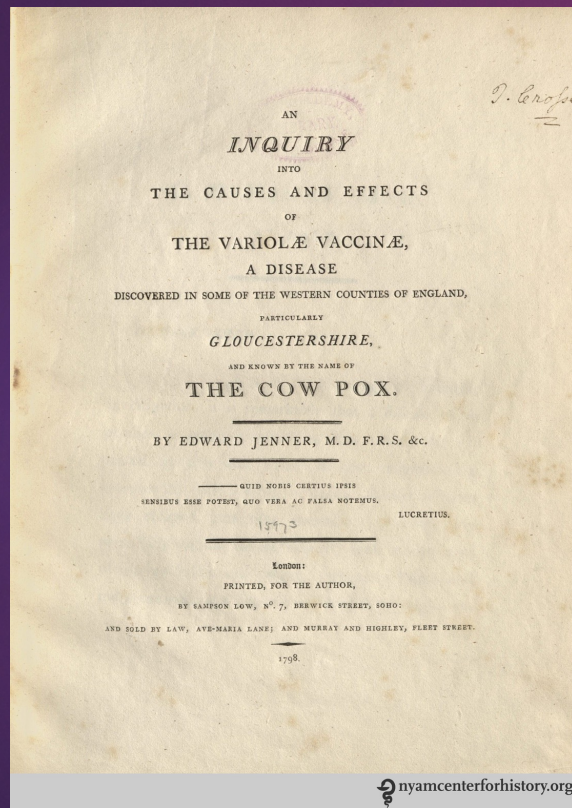 AN
INQUIRY
INTO
THE CAUSES AND EFFECTS
OF
THE VARIOLÆ VACCINÆ,
A DISEASE
DISCOVERED IN SOME OF THE WESTERN COUNTIES OF ENGLAND,
PARTICULARLY
GLOUCESTERSHIRE,
AND KNOWN BY THE NAME OF
THE COW POX.
BY EDWARD JENNER, M.D. F.R.S. &c.
QUID NOBIS CERTIUS IPSIS
SENSIBUS ESSE POTEST, QUO VERA AC FALSA NOTEMUS.
LUCRETIUS.
London:
PRINTED, FOR THE AUTHOR,
BY SAMPSON LOW, Nº. 7, BERWICK STREET, SOHO:
AND SOLD BY LAW, AVE-MARIA LANE; AND MURRAY AND HIGHLEY, FLEET STREET.
1798.
nyamcenterforhistory.org